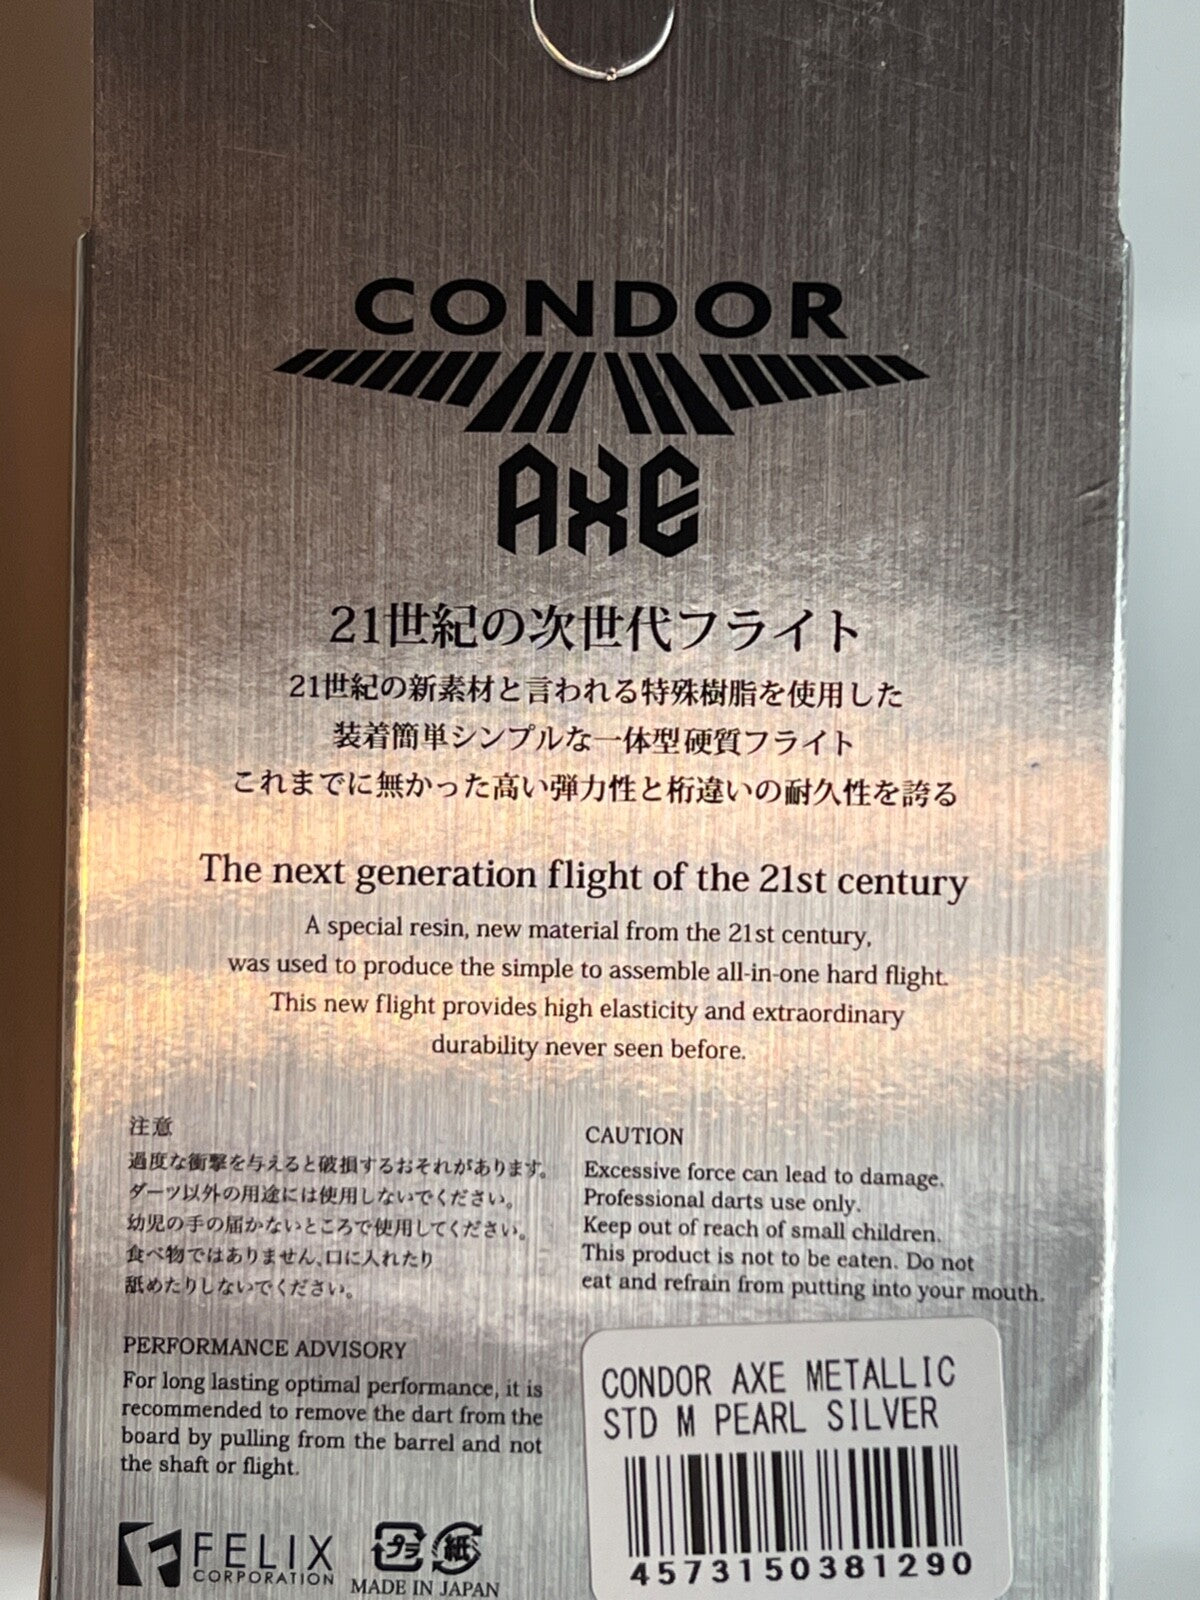 CONDOR
AXE
21世紀の次世代フライト
21世紀の新素材と言われる特殊樹脂を使用した
装着簡単シンプルな一体型硬質フライト
これまでに無かった高い弾力性と桁違いの耐久性を誇る
The next generation flight of the 21st century
A special resin, new material from the 21st century,
was used to produce the simple to assemble all-in-one hard flight.
This new flight provides high elasticity and extraordinary
durability never seen before.
注意
過度な衝撃を与えると破損するおそれがあります。
ダーツ以外の用途には使用しないでください。
幼児の手の届かないところで使用してください。
食べ物ではありません、口に入れたり
舐めたりしないでください。
CAUTION
Excessive force can lead to damage.
Professional darts use only.
Keep out of reach of small children.
This product is not to be eaten. Do not
eat and refrain from putting into your mouth.
PERFORMANCE ADVISORY
For long lasting optimal performance, it is
recommended to remove the dart from the
board by pulling from the barrel and not
the shaft or flight.
FELIX
CORPORATION
プラ
紙
MADE IN JAPAN
CONDOR AXE METALLIC
STD M PEARL SILVER
4573150381290